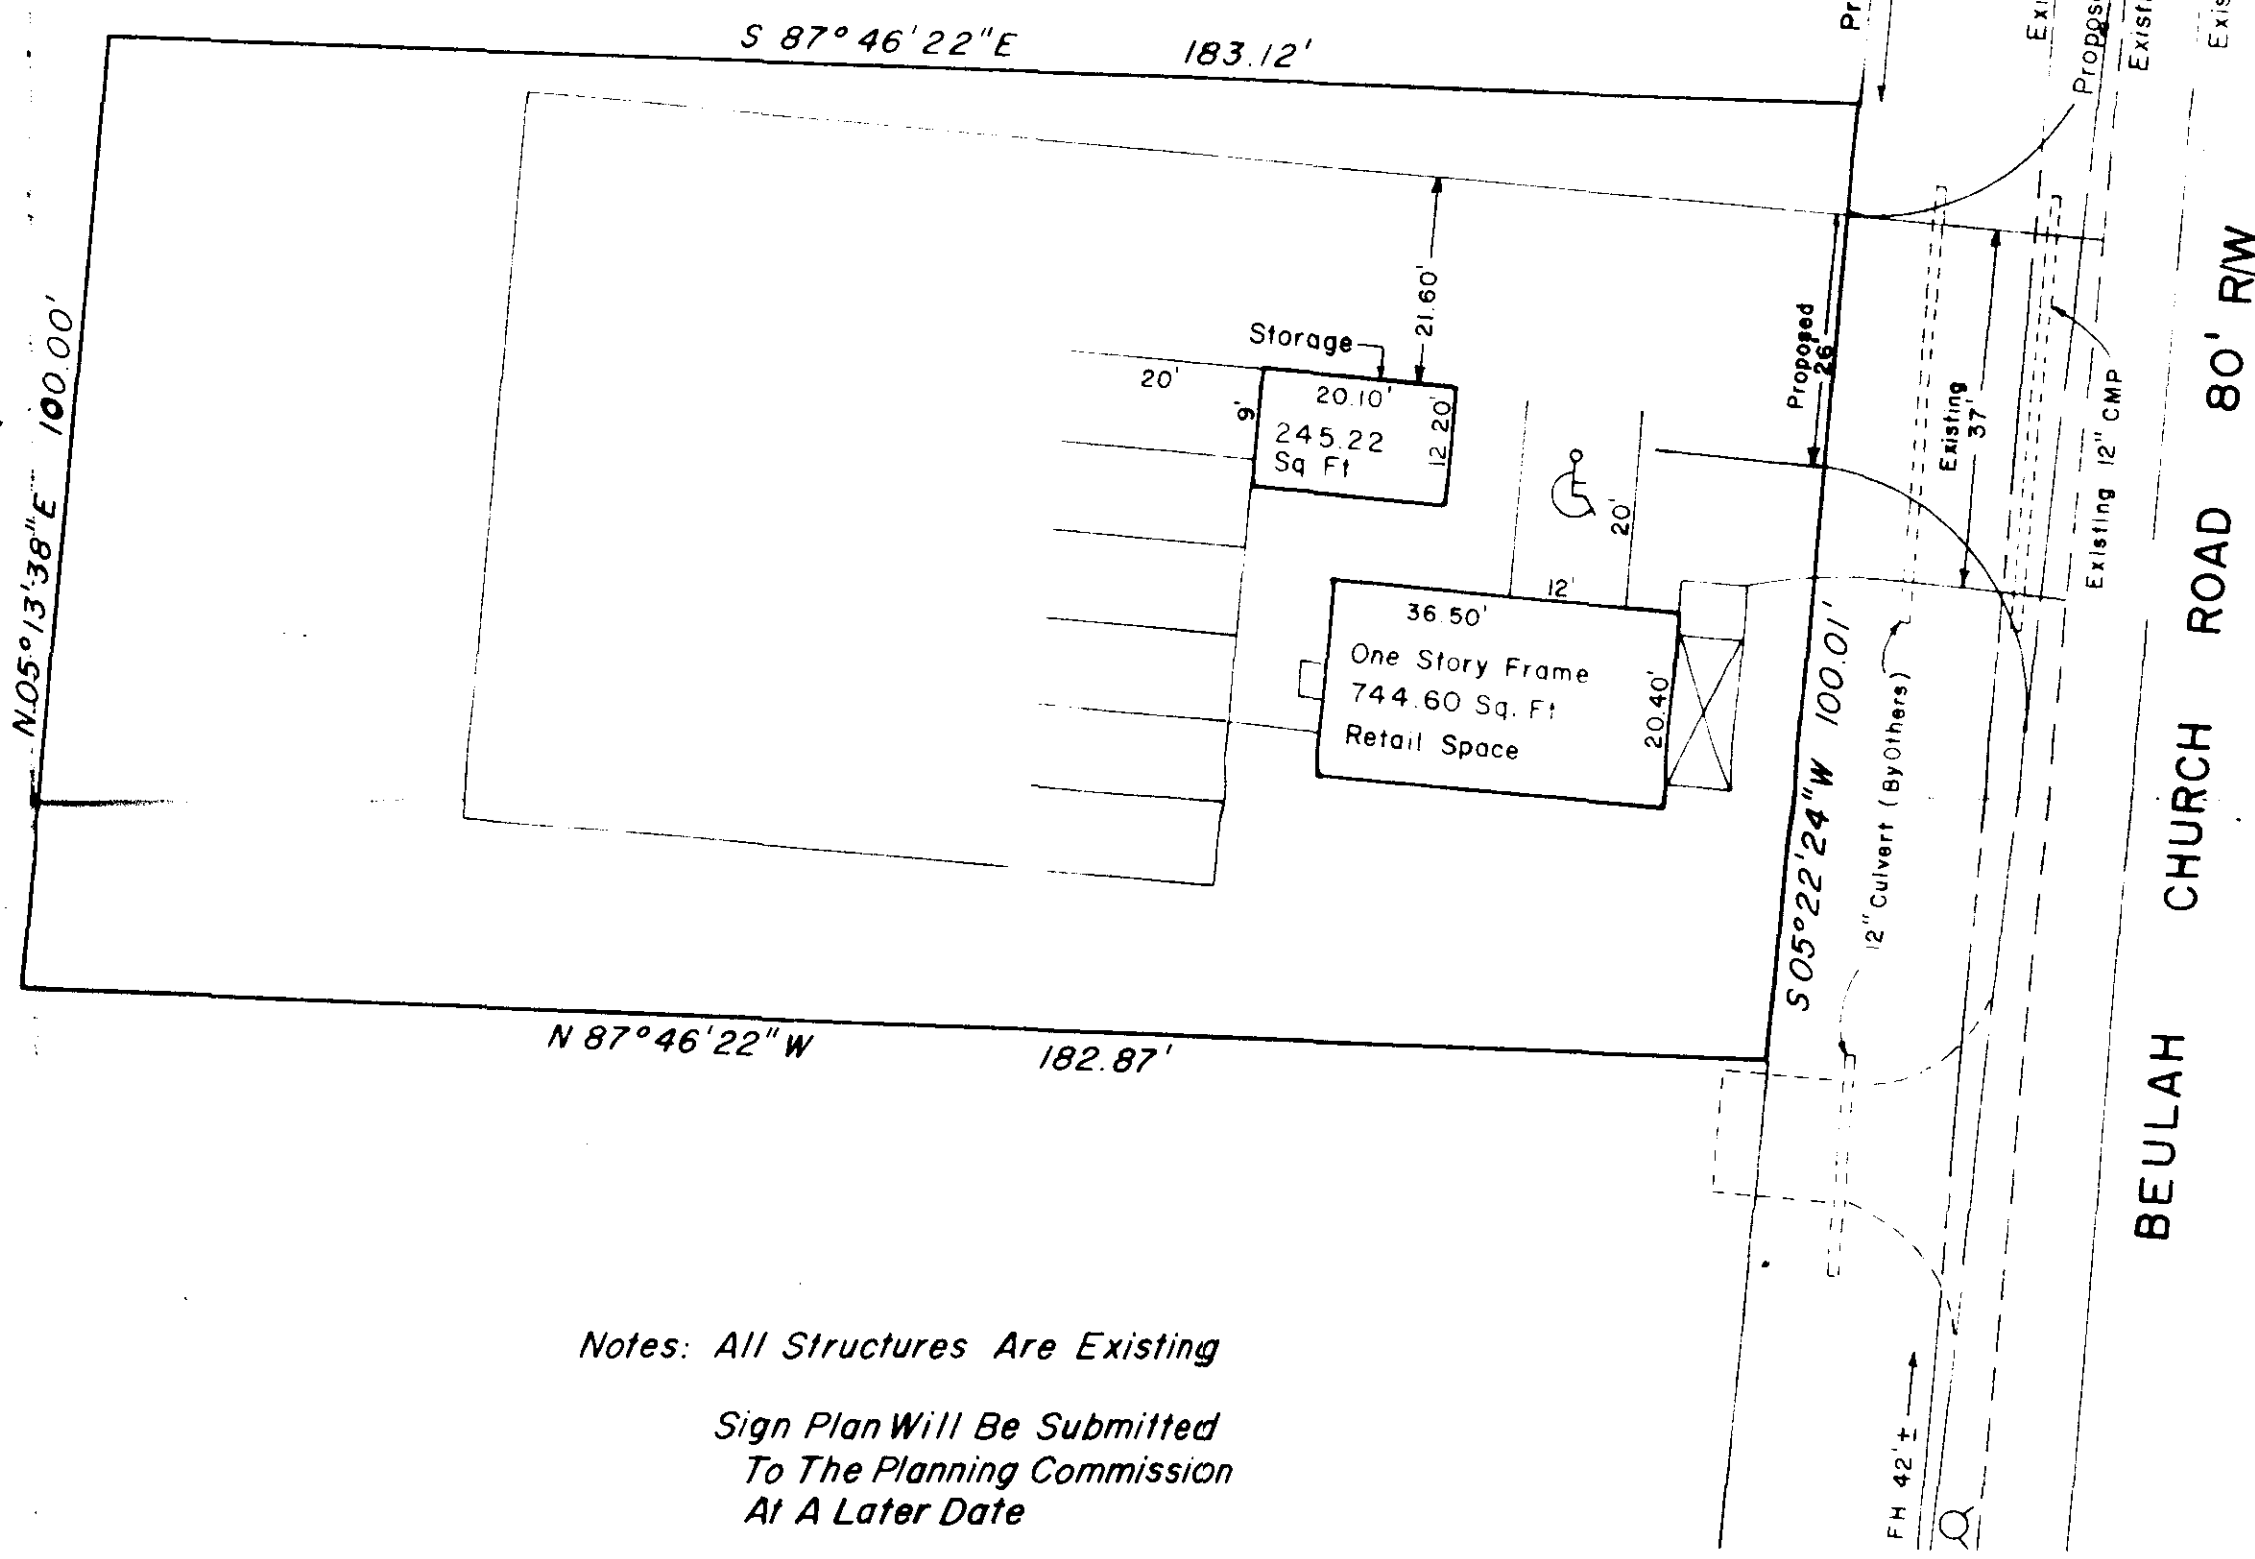 S 87° 46' 22" E 183.12'
N.05° 13' 38" E 100.00'
Storage
21.60'
20'
9'
20.10'
245.22
Sq Ft
12 20'
20'
12'
36.50'
One Story Frame
744.60 Sq. Ft
Retail Space
20.40'
Proposed
26'
Existing
37'
Existing 12" CMP
12" Culvert (By Others)
S 05° 22' 24" W 100.01'
N 87° 46' 22" W 182.87'
BEULAH CHURCH ROAD 80' R/W
FH 42'±
Notes: All Structures Are Existing
Sign Plan Will Be Submitted
To The Planning Commission
At A Later Date